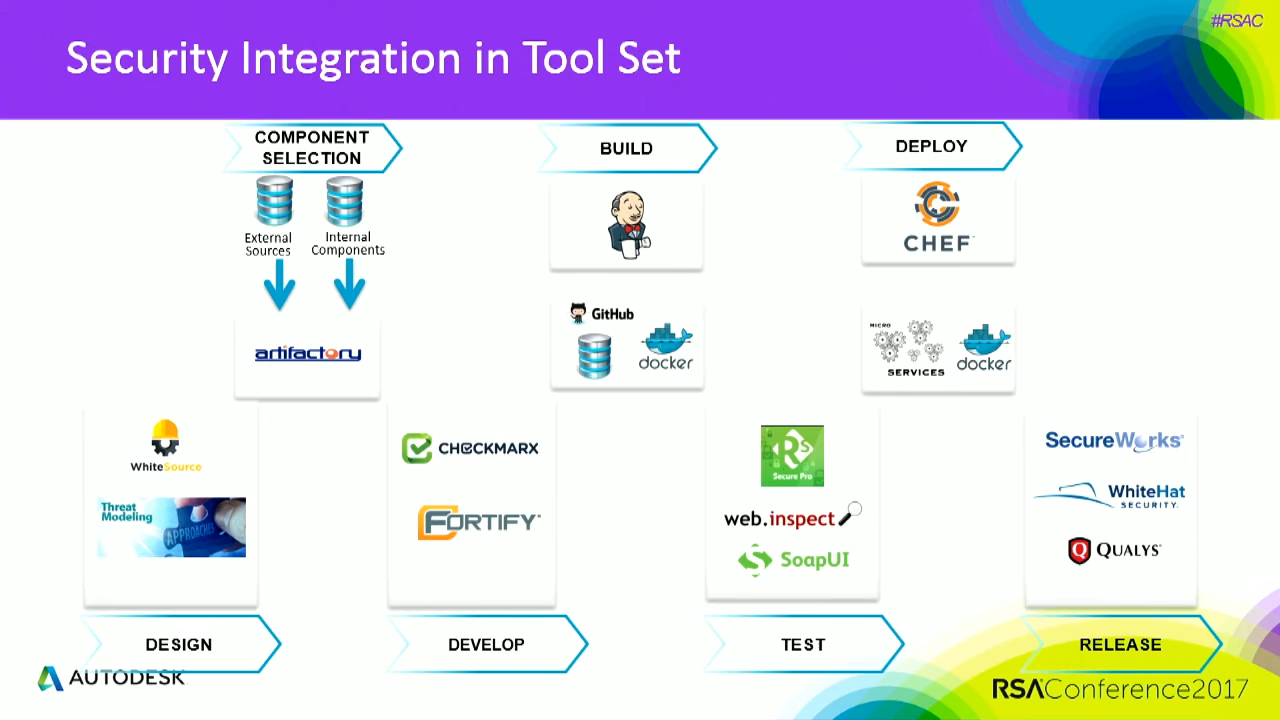 #RSAC
Security Integration in Tool Set
COMPONENT
SELECTION
BUILD
DEPLOY
External
Sources
Internal
Components
CHEF
artifactory
GitHub
docker
MICRO
SERVICES
docker
WhiteSource
Threat
Modeling
APPROACHES
CHECKMARX
FORTIFY
Rs
Secure Pro
web.inspect
SoapUI
SecureWorks
WhiteHat
SECURITY.
QUALYS
DESIGN
DEVELOP
TEST
RELEASE
AUTODESK
RSAConference2017